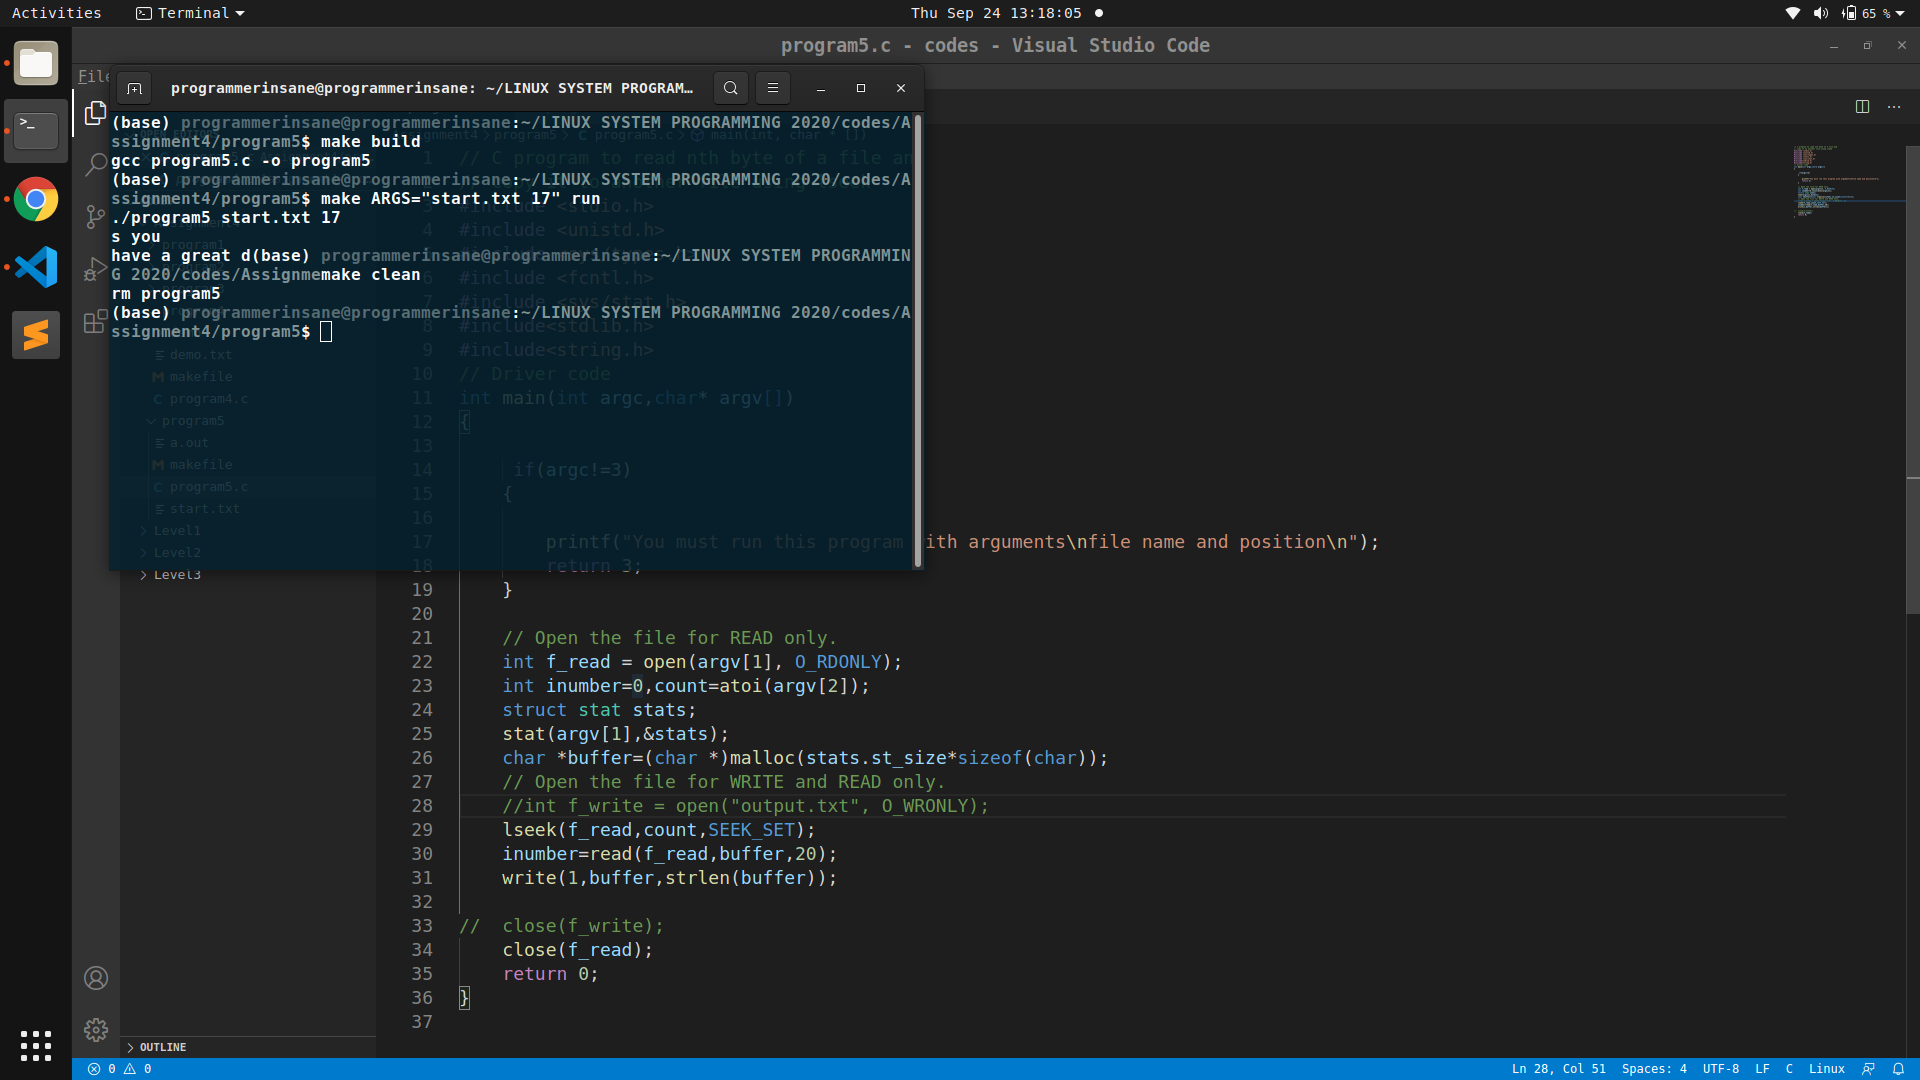 Activities
Terminal
Thu Sep 24 13:18:05
65 %
program5.c - codes - Visual Studio Code
File
programmerinsane@programmerinsane: ~/LINUX SYSTEM PROGRAM...
(base) programmerinsane@programmerinsane:~/LINUX SYSTEM PROGRAMMING 2020/codes/A
ssignment4/program5$ make build
gcc program5.c -o program5
(base) programmerinsane@programmerinsane:~/LINUX SYSTEM PROGRAMMING 2020/codes/A
ssignment4/program5$ make ARGS="start.txt 17" run
./program5 start.txt 17
s you
have a great d(base) programmerinsane@programmerinsane:~/LINUX SYSTEM PROGRAMMIN
G 2020/codes/Assignmemake clean
rm program5
(base) programmerinsane@programmerinsane:~/LINUX SYSTEM PROGRAMMING 2020/codes/A
ssignment4/program5$
demo.txt
makefile
program4.c
program5
a.out
makefile
program5.c
start.txt
Level1
Level2
Level3
OUTLINE
1 // C program to read nth byte of a file an
3 #include <stdio.h>
4 #include <unistd.h>
6 #include <fcntl.h>
7 #include <sys/stat.h>
8 #include<stdlib.h>
9 #include<string.h>
10 // Driver code
11 int main(int argc,char* argv[])
12 {
13
14 if(argc!=3)
15 {
16
17 printf("You must run this program with arguments\nfile name and position\n");
18 return 3;
19 }
20
21 // Open the file for READ only.
22 int f_read = open(argv[1], O_RDONLY);
23 int inumber=0,count=atoi(argv[2]);
24 struct stat stats;
25 stat(argv[1],&stats);
26 char *buffer=(char *)malloc(stats.st_size*sizeof(char));
27 // Open the file for WRITE and READ only.
28 //int f_write = open("output.txt", O_WRONLY);
29 lseek(f_read,count,SEEK_SET);
30 inumber=read(f_read,buffer,20);
31 write(1,buffer,strlen(buffer));
32
33 // close(f_write);
34 close(f_read);
35 return 0;
36 }
37
0 0
Ln 28, Col 51 Spaces: 4 UTF-8 LF C Linux